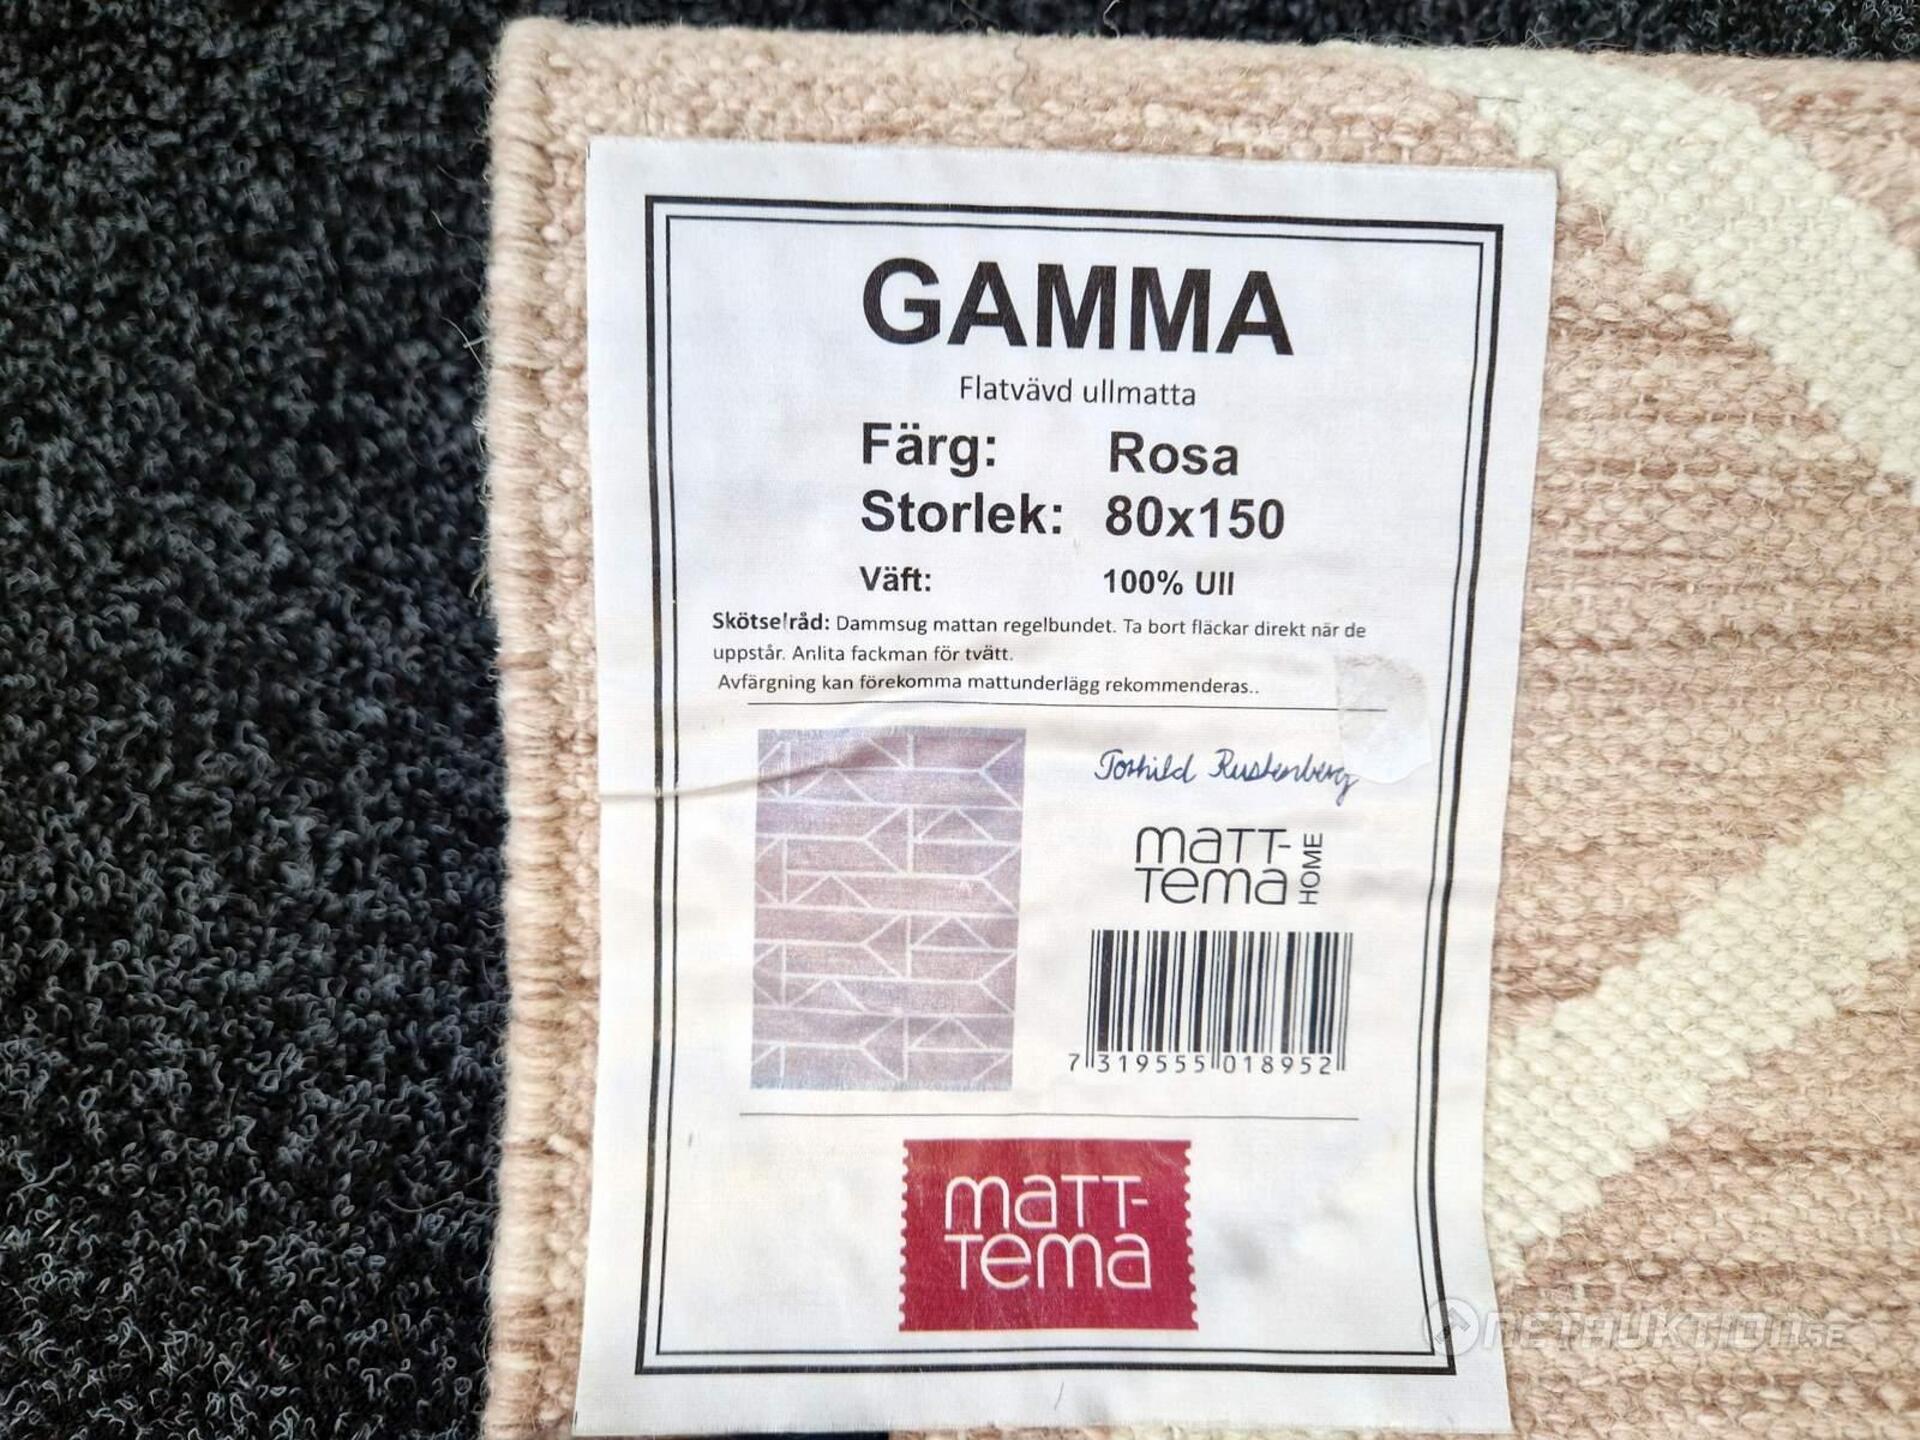 GAMMA
Flatvävd ullmatta
Färg: Rosa
Storlek: 80x150
Väft: 100% Ull
Skötselråd: Dammsug mattan regelbundet. Ta bort fläckar direkt när de
uppstår. Anlita fackman för tvätt.
Avfärgning kan förekomma mattunderlägg rekommenderas..
Torhild Rustenberg
matt-
tema
HOME
7 319555 018952
matt-
tema
netauktion.se